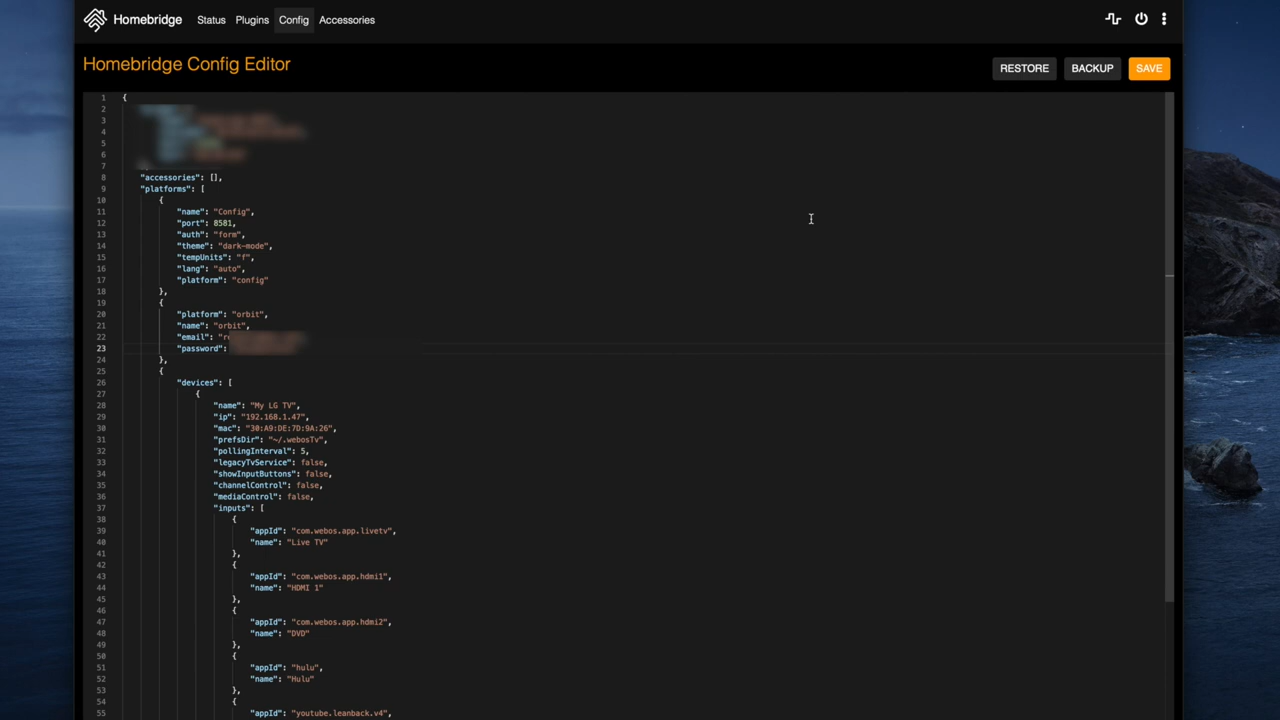 Homebridge Status Plugins Config Accessories
Homebridge Config Editor
RESTORE BACKUP SAVE
1 {
2
3
4
5
6
7
8 "accessories": [],
9 "platforms": [
10 {
11 "name": "Config",
12 "port": 8581,
13 "auth": "form",
14 "theme": "dark-mode",
15 "tempUnits": "f",
16 "lang": "auto",
17 "platform": "config"
18 },
19 {
20 "platform": "orbit",
21 "name": "orbit",
22 "email":
23 "password":
24 },
25 {
26 "devices": [
27 {
28 "name": "My LG TV",
29 "ip": "192.168.1.47",
30 "mac": "30:A9:DE:7D:9A:26",
31 "prefsDir": "~/.webosTv",
32 "pollingInterval": 5,
33 "legacyTvService": false,
34 "showInputButtons": false,
35 "channelControl": false,
36 "mediaControl": false,
37 "inputs": [
38 {
39 "appId": "com.webos.app.livetv",
40 "name": "Live TV"
41 },
42 {
43 "appId": "com.webos.app.hdmi1",
44 "name": "HDMI 1"
45 },
46 {
47 "appId": "com.webos.app.hdmi2",
48 "name": "DVD"
49 },
50 {
51 "appId": "hulu",
52 "name": "Hulu"
53 },
54 {
55 "appId": "youtube.leanback.v4",